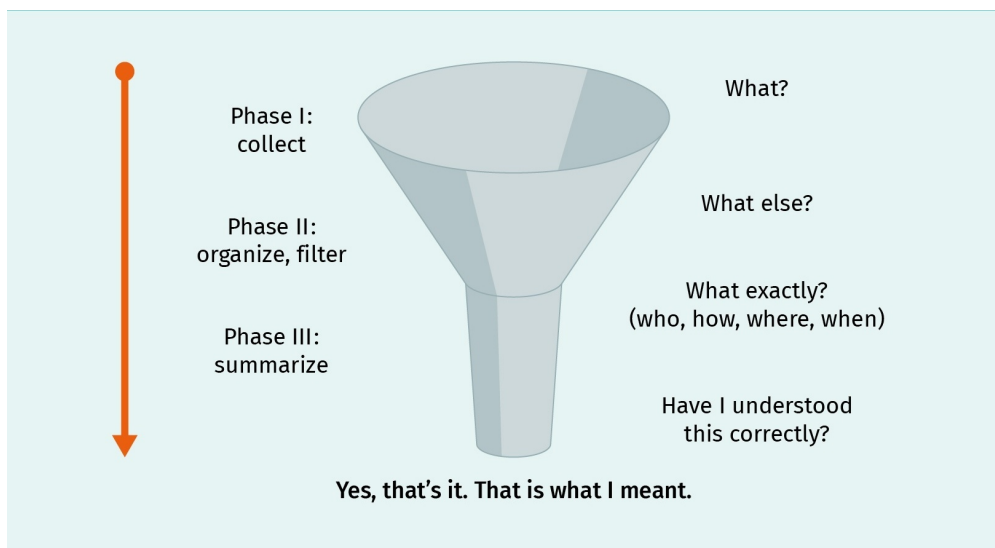 Phase I:
collect
Phase II:
organize, filter
Phase III:
summarize
What?
What else?
What exactly?
(who, how, where, when)
Have I understood
this correctly?
Yes, that’s it. That is what I meant.